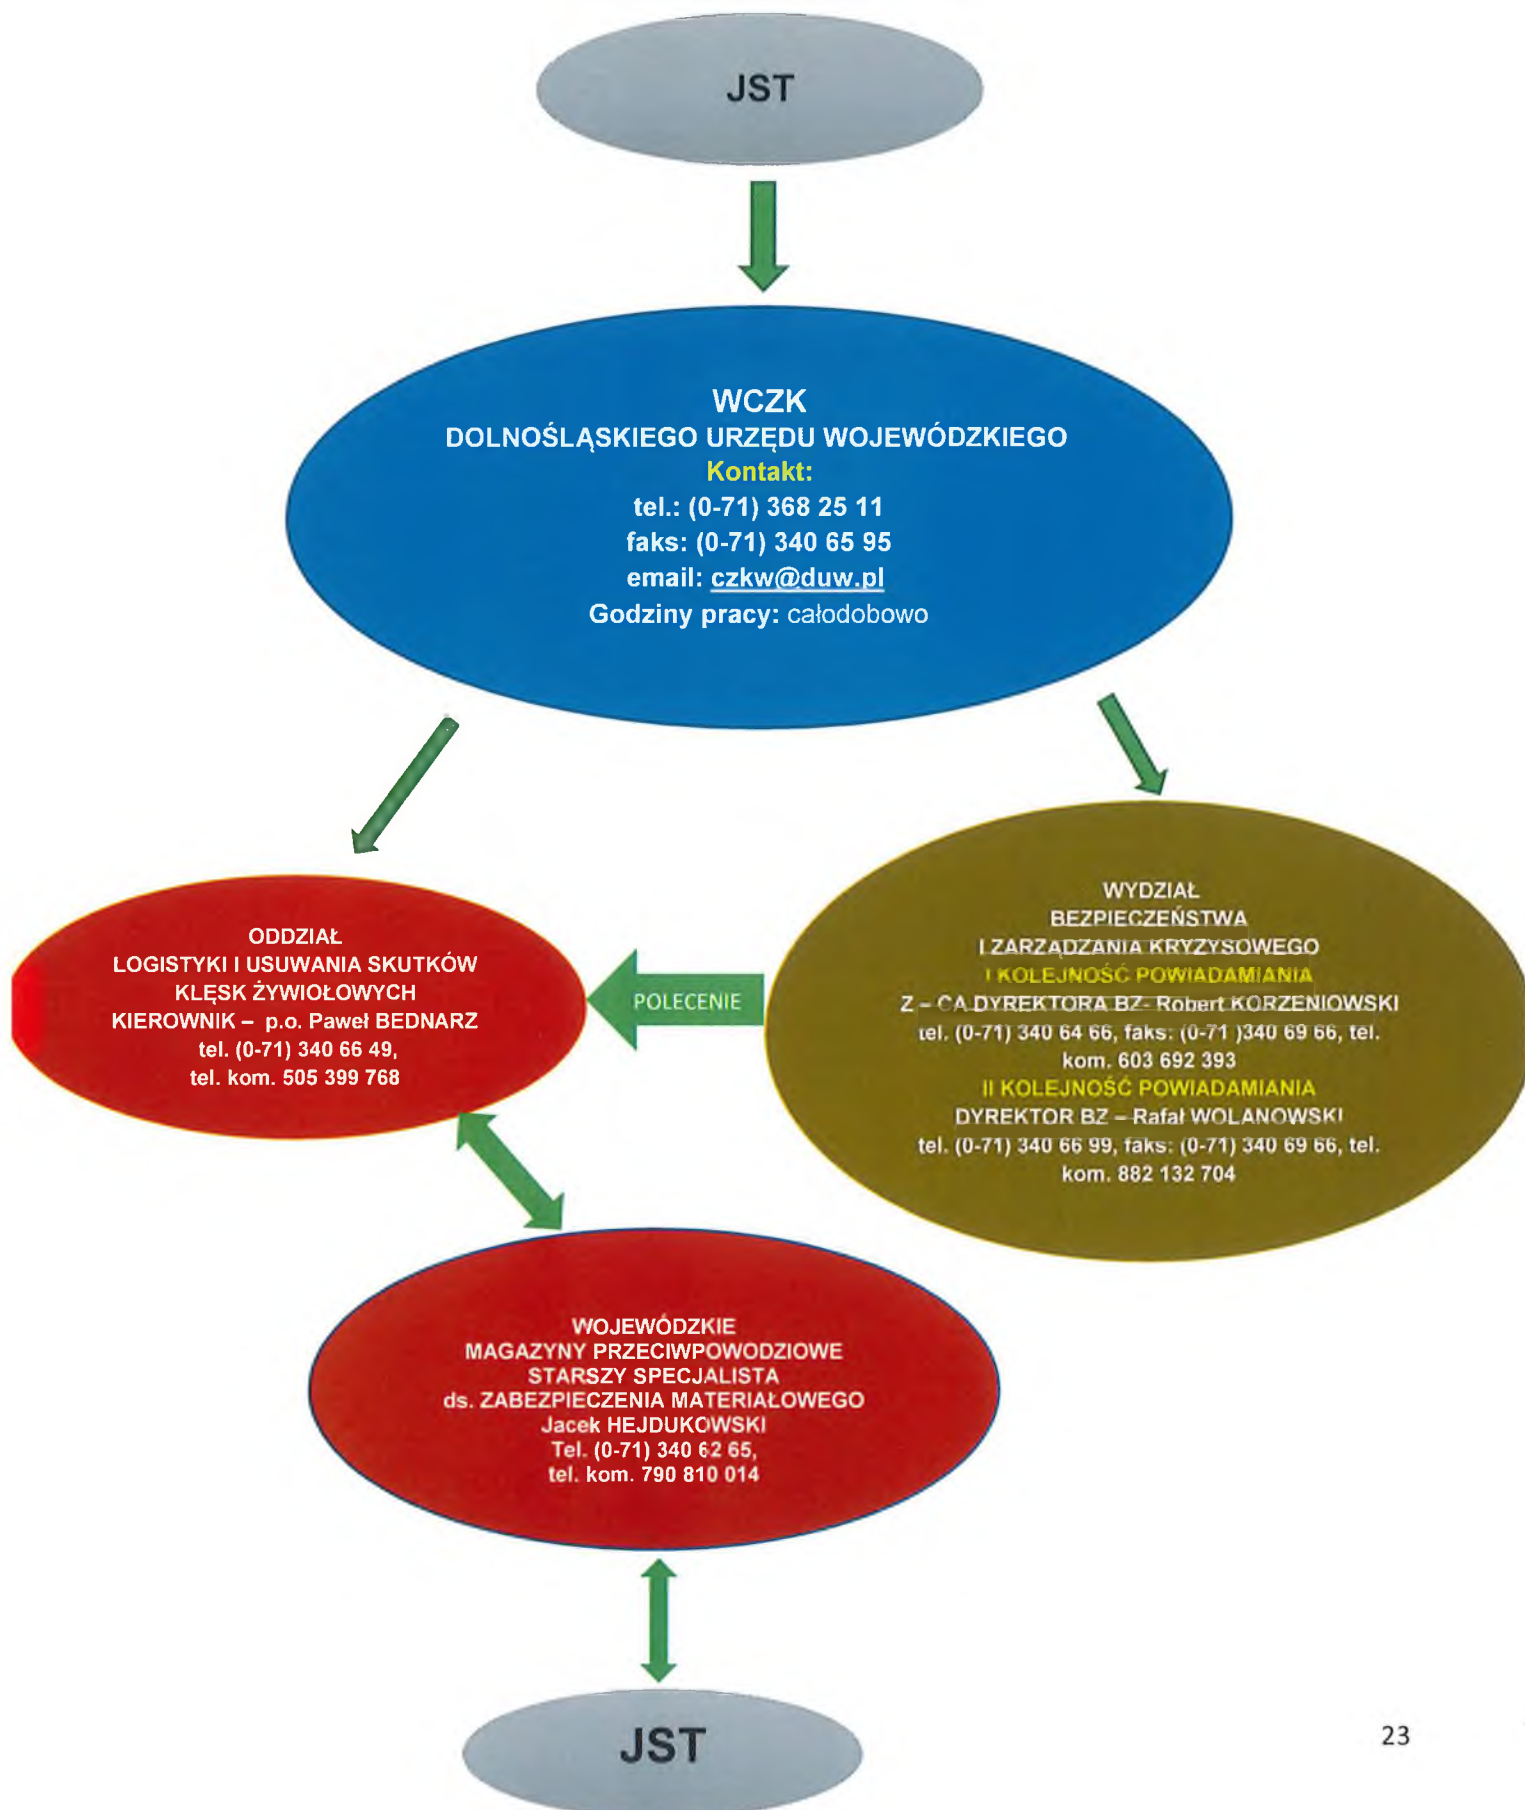 JST
WCZK
DOLNOŚLĄSKIEGO URZĘDU WOJEWÓDZKIEGO
Kontakt:
tel.: (0-71) 368 25 11
faks: (0-71) 340 65 95
email: czkw@duw.pl
Godziny pracy: całodobowo
ODDZIAŁ
LOGISTYKI I USUWANIA SKUTKÓW
KLĘSK ŻYWIOŁOWYCH
KIEROWNIK – p.o. Paweł BEDNARZ
tel. (0-71) 340 66 49,
tel. kom. 505 399 768
POLECENIE
WYDZIAŁ
BEZPIECZEŃSTWA
I ZARZĄDZANIA KRYZYSOWEGO
I KOLEJNOŚĆ POWIADAMIANIA
Z – CA DYREKTORA BZ- Robert KORZENIOWSKI
tel. (0-71) 340 64 66, faks: (0-71 )340 69 66, tel.
kom. 603 692 393
II KOLEJNOŚĆ POWIADAMIANIA
DYREKTOR BZ – Rafał WOLANOWSKI
tel. (0-71) 340 66 99, faks: (0-71) 340 69 66, tel.
kom. 882 132 704
WOJEWÓDZKIE
MAGAZYNY PRZECIWPOWODZIOWE
STARSZY SPECJALISTA
ds. ZABEZPIECZENIA MATERIAŁOWEGO
Jacek HEJDUKOWSKI
Tel. (0-71) 340 62 65,
tel. kom. 790 810 014
JST
23